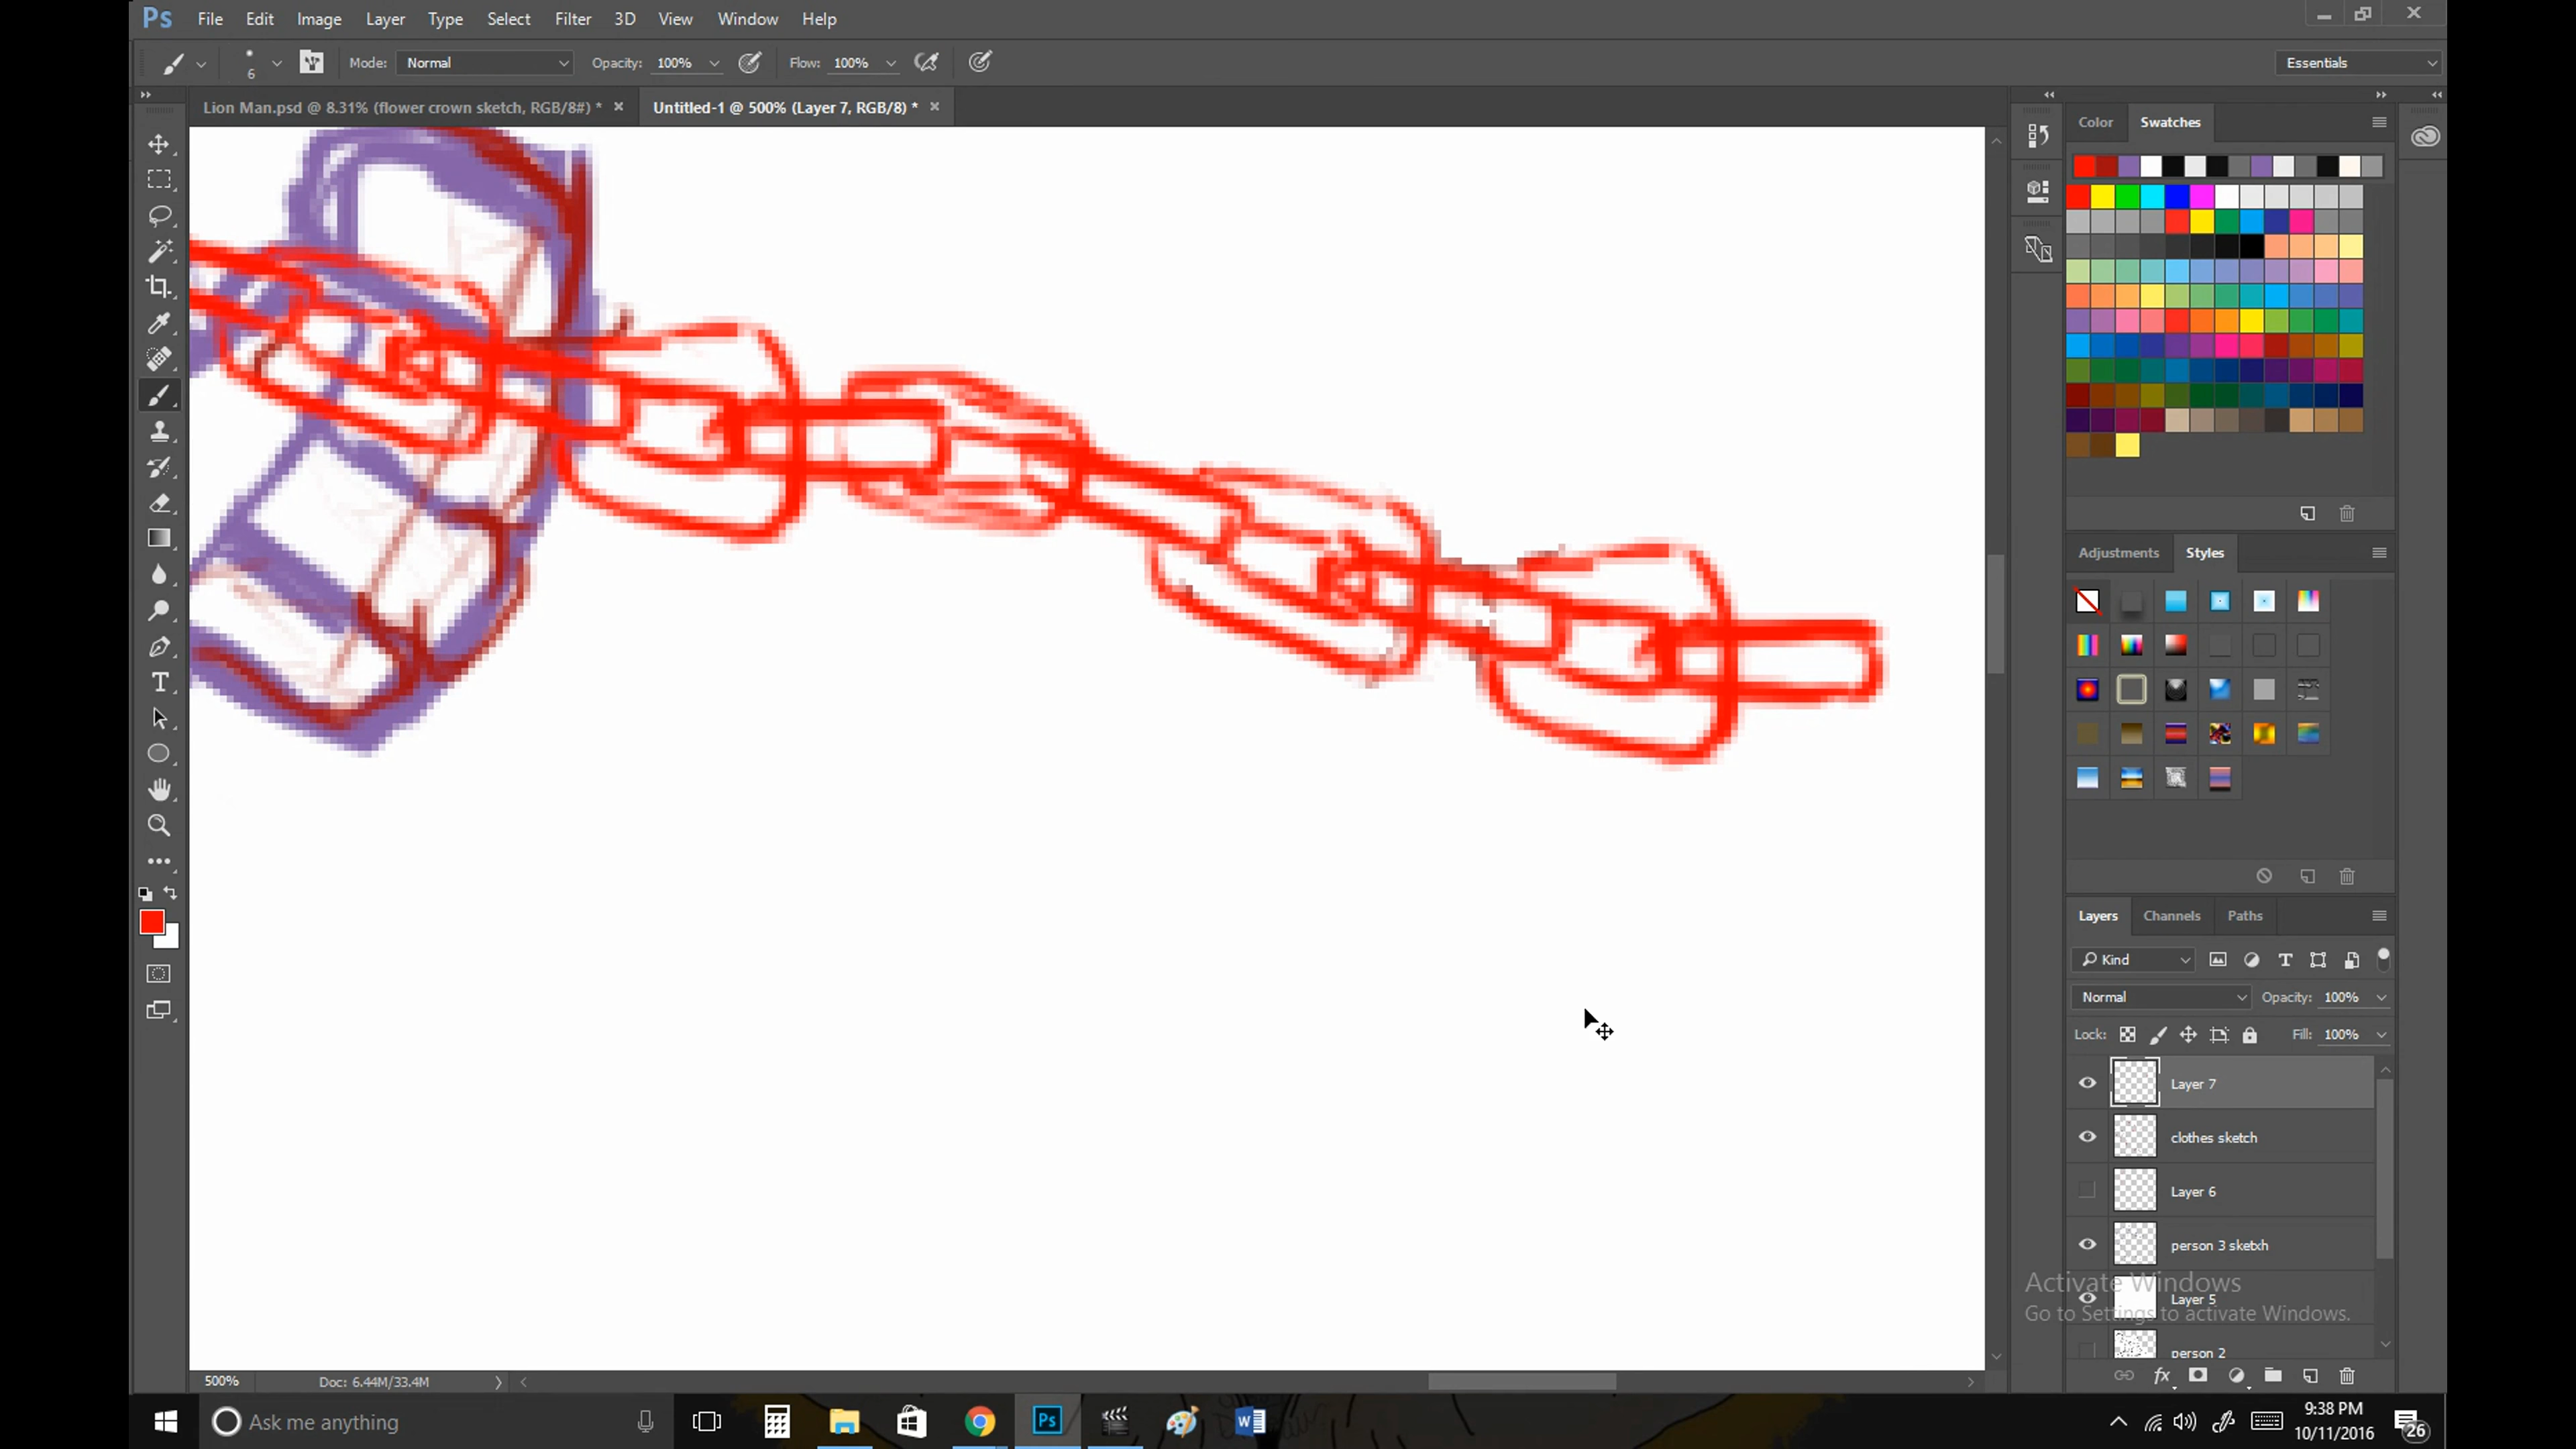 Ps File Edit Image Layer Type Select Filter 3D View Window Help
6 Mode: Normal Opacity: 100% Flow: 100% Essentials
Lion Man.psd @ 8.31% (flower crown sketch, RGB/8#) * × Untitled-1 @ 500% (Layer 7, RGB/8) * ×
Color Swatches
Adjustments Styles
Layers Channels Paths
Kind
Normal Opacity: 100%
Lock: Fill: 100%
Layer 7
clothes sketch
Layer 6
person 3 sketxh
Activate Windows
Layer 5
Go to Settings to activate Windows.
person 2
500% Doc: 6.44M/33.4M
Ask me anything
9:38 PM
10/11/2016
26